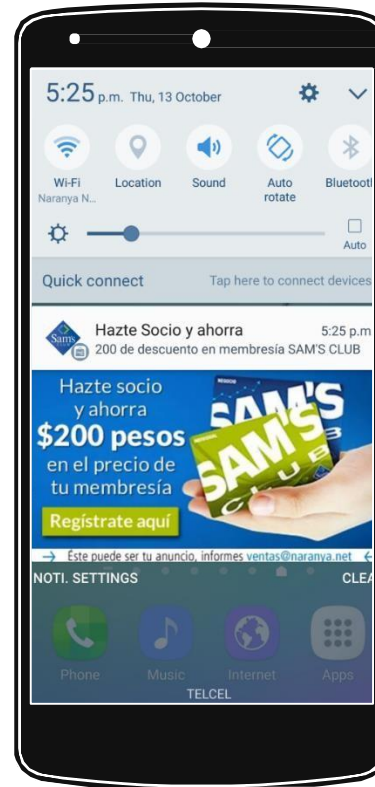 5:25 p.m. Thu, 13 October
Wi-Fi Location Sound Auto rotate Bluetooth
Naranya N...
Auto
Quick connect Tap here to connect devices
Sam's
Hazte Socio y ahorra 5:25 p.m
200 de descuento en membresía SAM'S CLUB
Hazte socio
y ahorra
$200 pesos
en el precio de
tu membresía
Regístrate aquí
SAM'S
SAM'S
CLUB
→ Éste puede ser tu anuncio, informes ventas@naranya.net ←
NOTI. SETTINGS CLEA
Phone Music Internet Apps
TELCEL